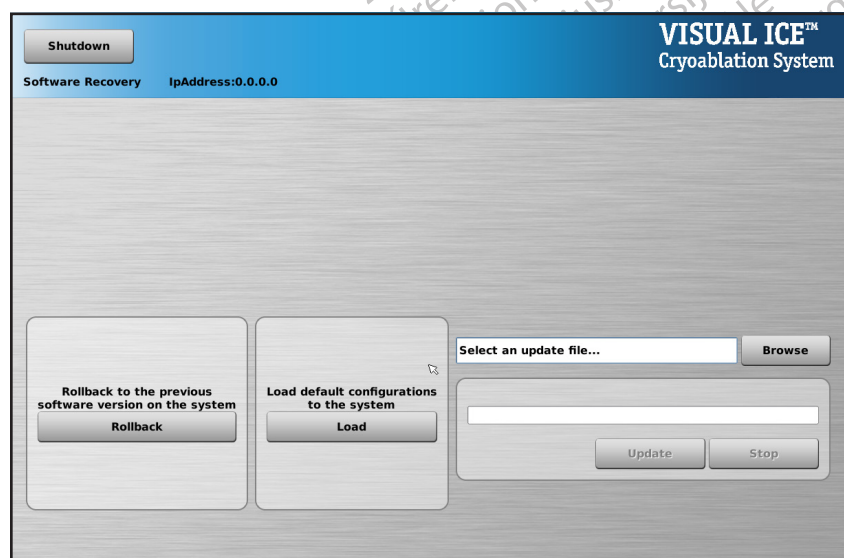 Shutdown
VISUAL ICE™
Cryoablation System
Software Recovery IpAddress:0.0.0.0
Select an update file...
Browse
Rollback to the previous
software version on the system
Rollback
Load default configurations
to the system
Load
Update
Stop